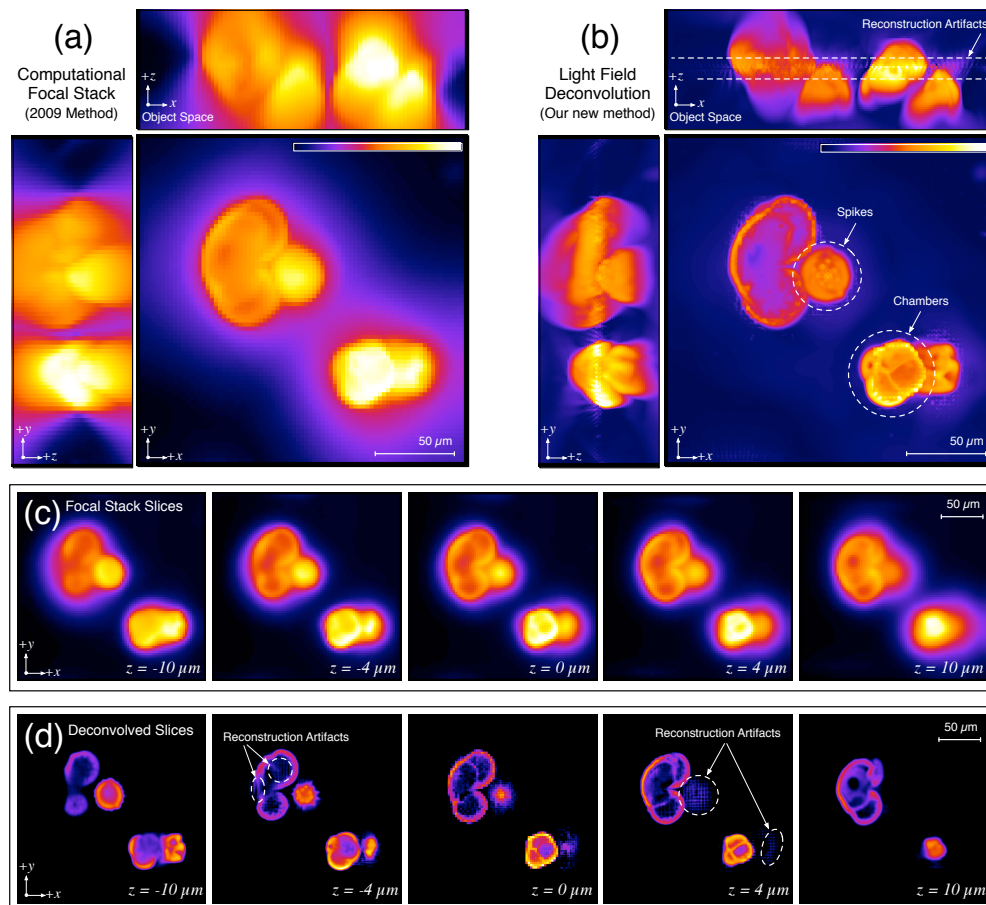 (a)
Computational
Focal Stack
(2009 Method)
+z
x
Object Space
+y
+z
+y
+x
50 µm
(b)
Light Field
Deconvolution
(Our new method)
Reconstruction Artifacts
+z
x
Object Space
Spikes
Chambers
+y
+z
+y
+x
50 µm
(c) Focal Stack Slices
50 µm
+y
+x
z = -10 µm
z = -4 µm
z = 0 µm
z = 4 µm
z = 10 µm
(d) Deconvolved Slices
Reconstruction Artifacts
Reconstruction Artifacts
50 µm
+y
+x
z = -10 µm
z = -4 µm
z = 0 µm
z = 4 µm
z = 10 µm